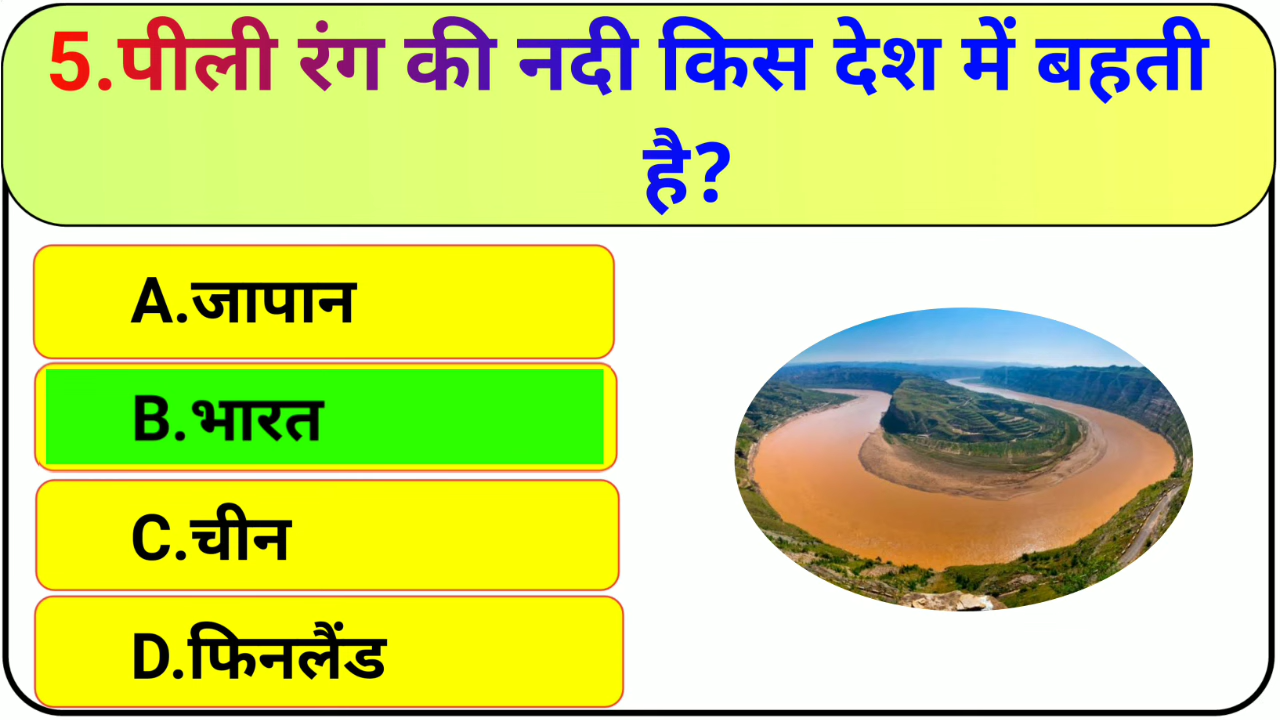 5.पीली रंग की नदी किस देश में बहती
है?
A.जापान
B.भारत
C.चीन
D.फिनलैंड